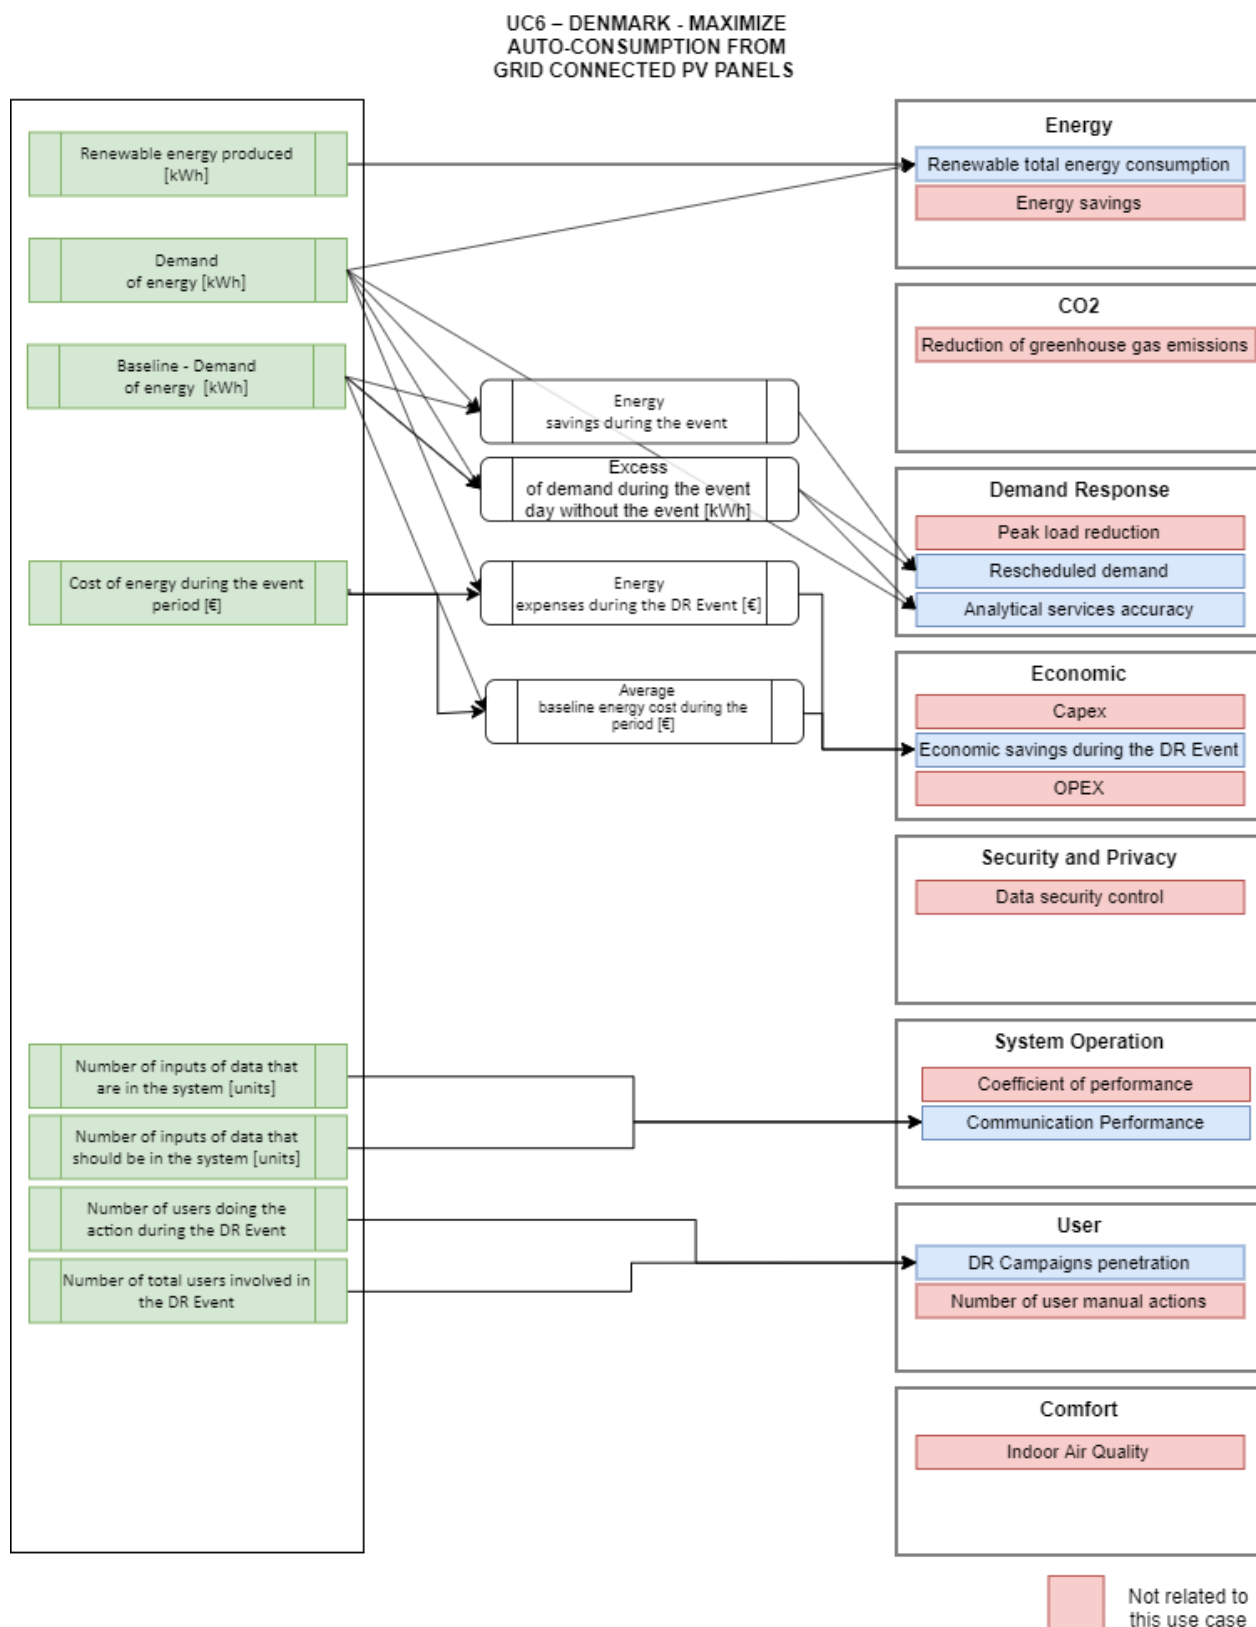 UC6 – DENMARK - MAXIMIZE
AUTO-CONSUMPTION FROM
GRID CONNECTED PV PANELS
Renewable energy produced
[kWh]
Demand
of energy [kWh]
Baseline - Demand
of energy [kWh]
Cost of energy during the event
period [€]
Number of inputs of data that
are in the system [units]
Number of inputs of data that
should be in the system [units]
Number of users doing the
action during the DR Event
Number of total users involved in
the DR Event
Energy
savings during the event
Excess
of demand during the event
day without the event [kWh]
Energy
expenses during the DR Event [€]
Average
baseline energy cost during the
period [€]
Energy
Renewable total energy consumption
Energy savings
CO2
Reduction of greenhouse gas emissions
Demand Response
Peak load reduction
Rescheduled demand
Analytical services accuracy
Economic
Capex
Economic savings during the DR Event
OPEX
Security and Privacy
Data security control
System Operation
Coefficient of performance
Communication Performance
User
DR Campaigns penetration
Number of user manual actions
Comfort
Indoor Air Quality
Not related to
this use case